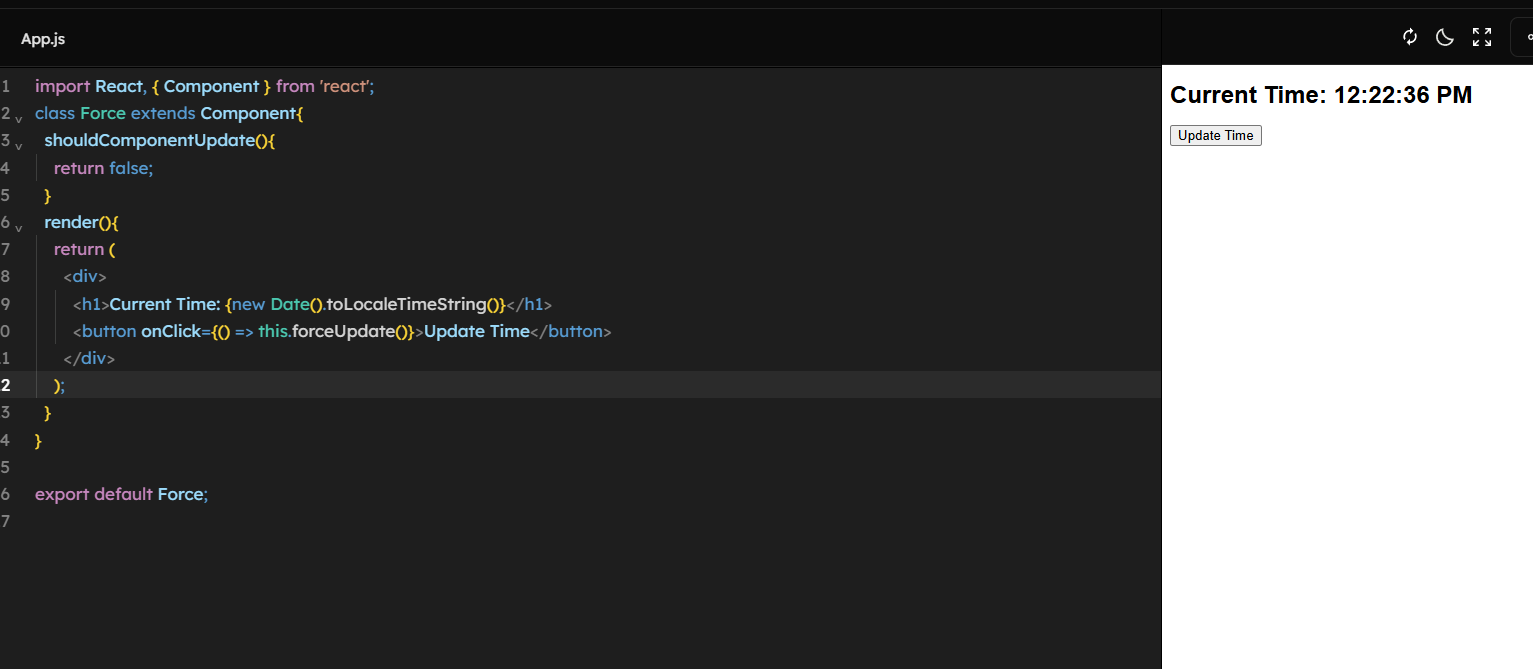 App.js
1 import React, { Component } from 'react';
2 class Force extends Component{
3 shouldComponentUpdate(){
4 return false;
5 }
6 render(){
7 return (
8 <div>
9 <h1>Current Time: {new Date().toLocaleTimeString()}</h1>
0 <button onClick={() => this.forceUpdate()}>Update Time</button>
1 </div>
2 );
3 }
4 }
5
6 export default Force;
7
Current Time: 12:22:36 PM
Update Time